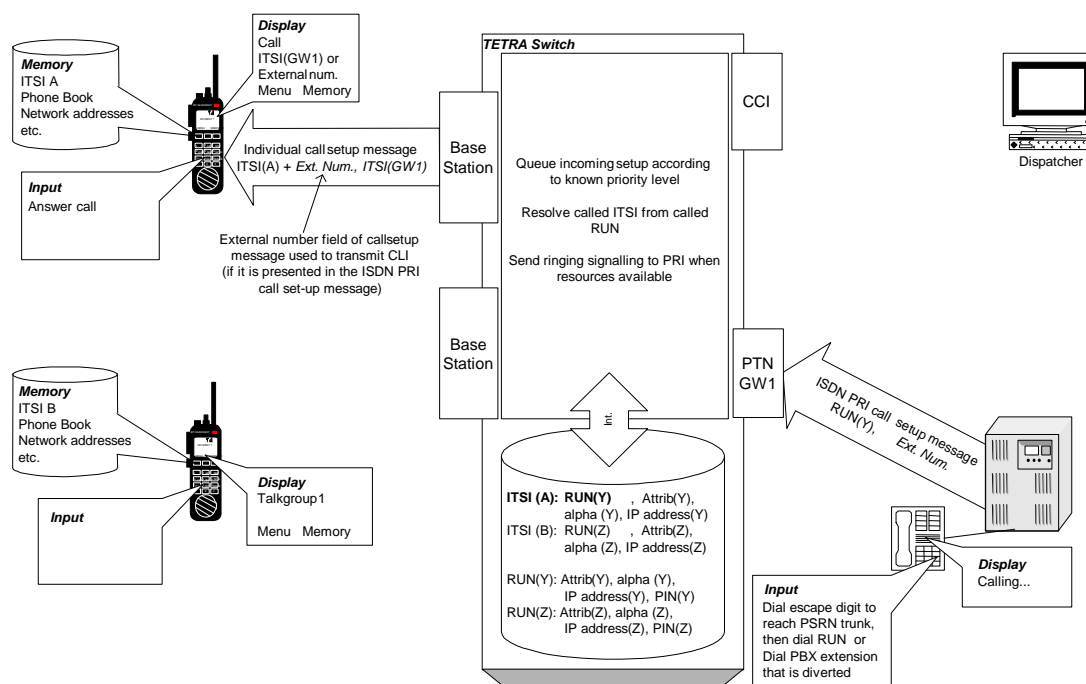 Memory
ITSI A
Phone Book
Network addresses
etc.
Display
Call
ITSI(GW1) or
External num.
Menu Memory
Input
Answer call
Individual call setup message
ITSI(A) + Ext. Num., ITSI(GW1)
External number field of callsetup
message used to transmit CLI
(if it is presented in the ISDN PRI
call set-up message)
TETRA Switch
Base
Station
Base
Station
CCI
Queue incoming setup according
to known priority level
Resolve called ITSI from called
RUN
Send ringing signalling to PRI when
resources available
Dispatcher
PTN
GW1
ISDN PRI call setup message
RUN(Y), Ext. Num.
Int.
Memory
ITSI B
Phone Book
Network addresses
etc.
Display
Talkgroup1
Menu Memory
Input
ITSI (A): RUN(Y) , Attrib(Y),
alpha (Y), IP address(Y)
ITSI (B): RUN(Z) , Attrib(Z),
alpha (Z), IP address(Z)
RUN(Y): Attrib(Y), alpha (Y),
IP address(Y), PIN(Y)
RUN(Z): Attrib(Z), alpha (Z),
IP address(Z), PIN(Z)
Display
Calling...
Input
Dial escape digit to
reach PSRN trunk,
then dial RUN or
Dial PBX extension
that is diverted